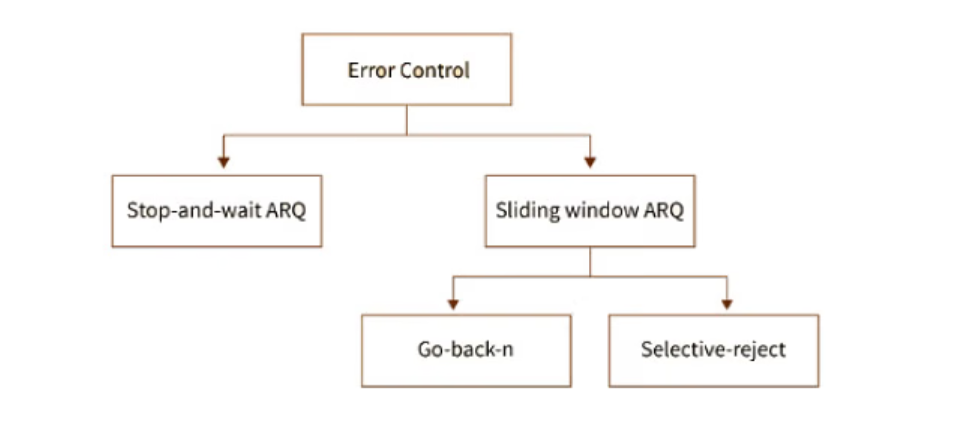 Error Control
Stop-and-wait ARQ
Sliding window ARQ
Go-back-n
Selective-reject